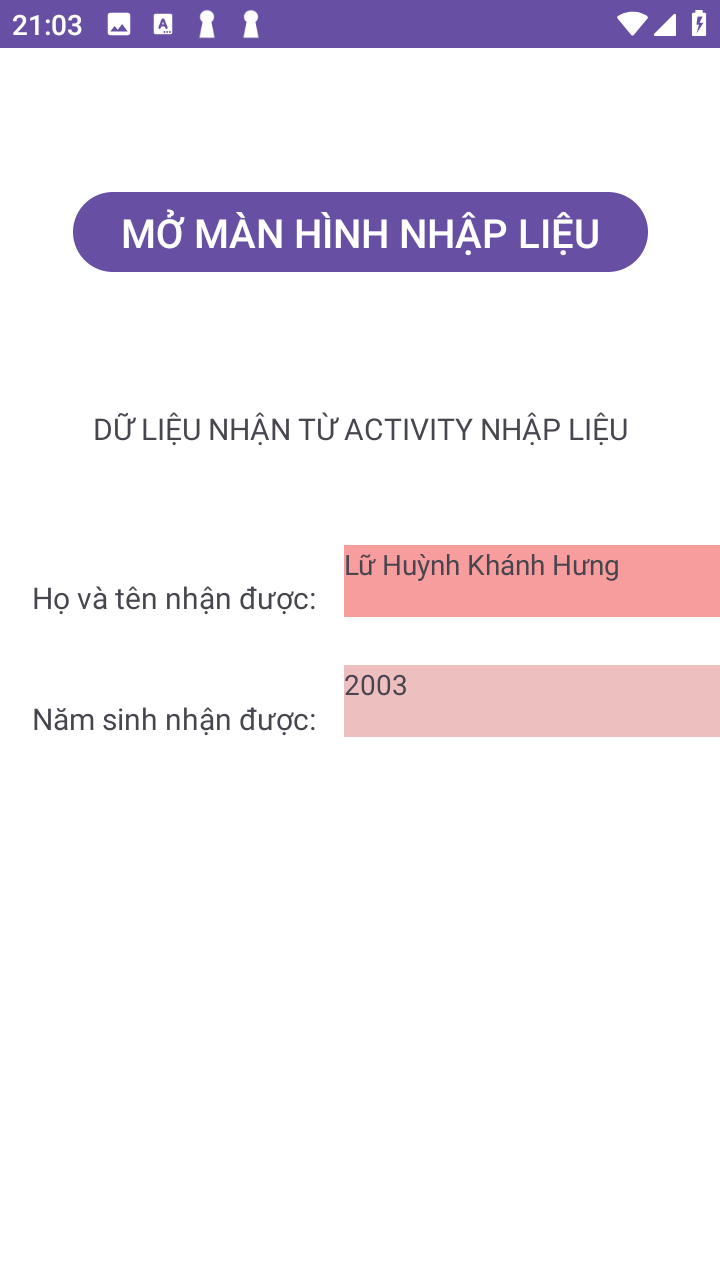 21:03
MỞ MÀN HÌNH NHẬP LIỆU
DỮ LIỆU NHẬN TỪ ACTIVITY NHẬP LIỆU
Lữ Huỳnh Khánh Hưng
Họ và tên nhận được:
2003
Năm sinh nhận được: